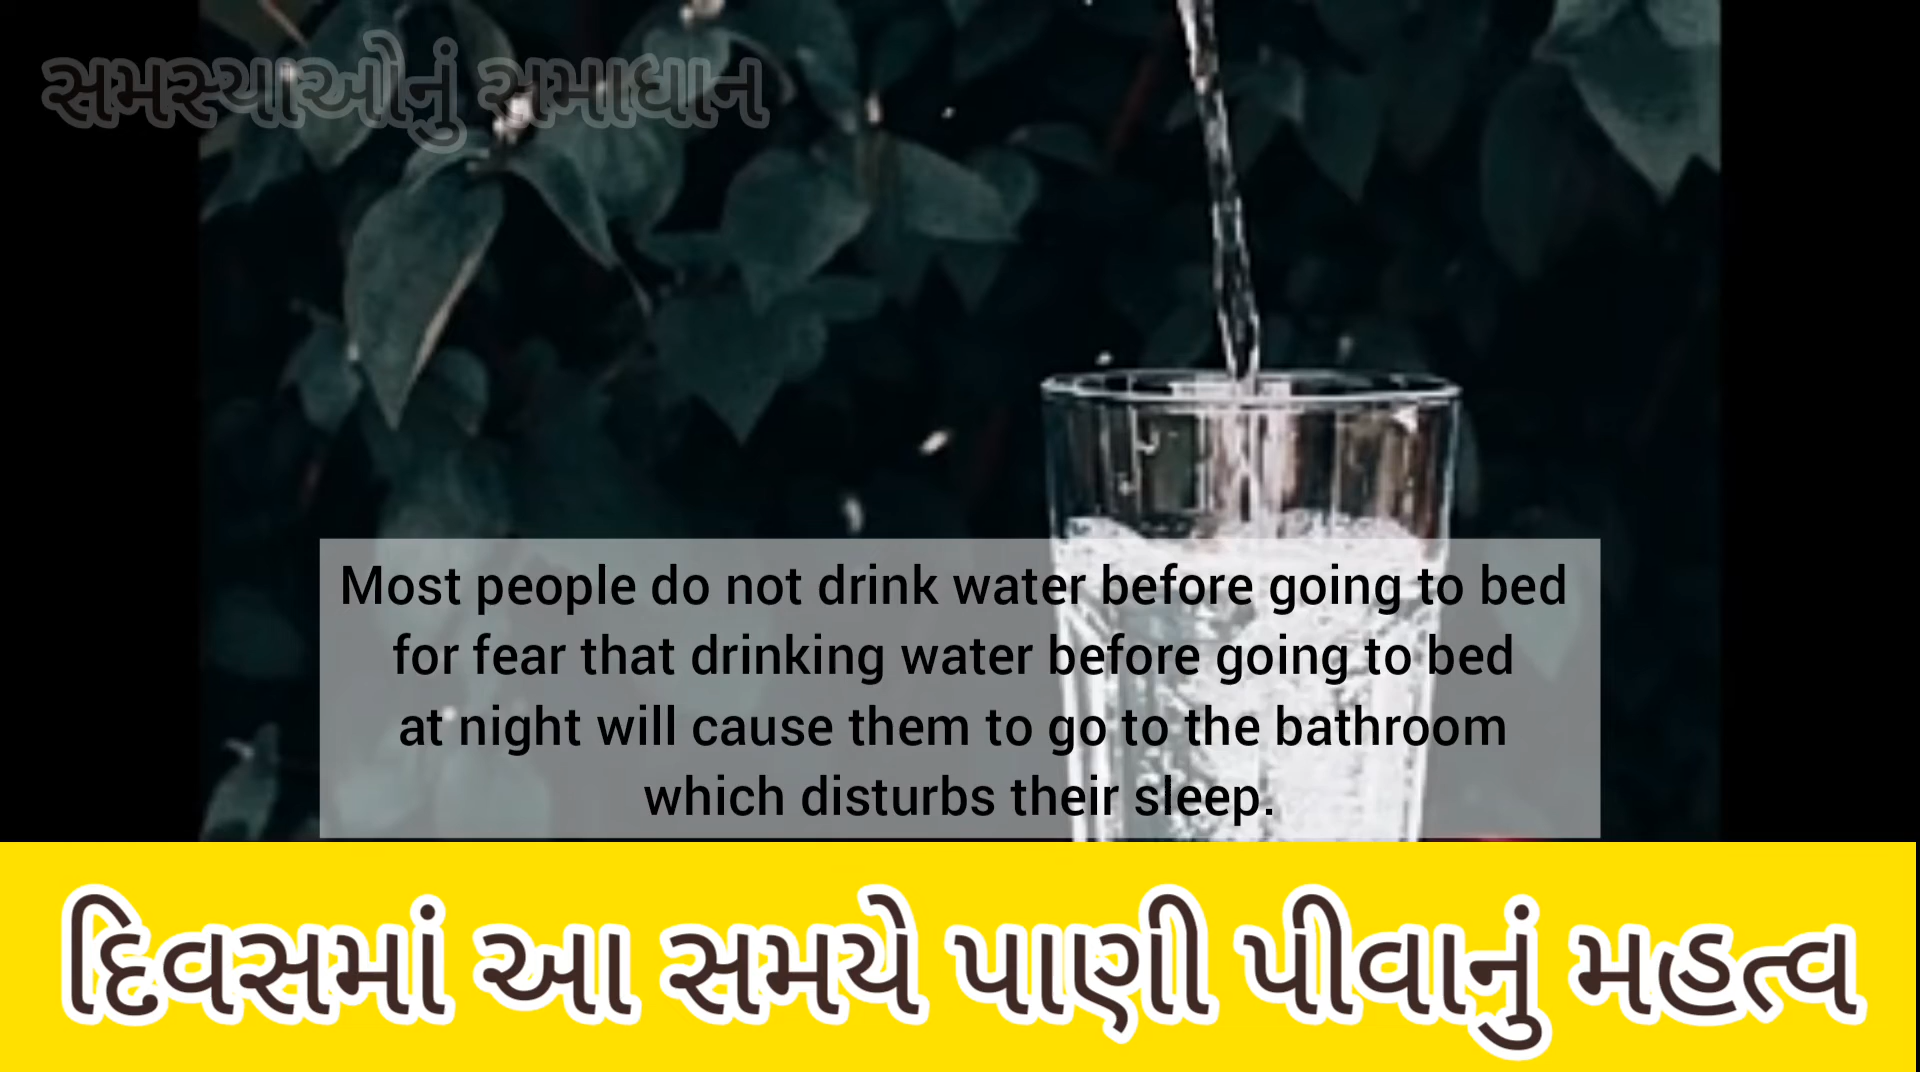 સમસ્યાઓનું સમાધાન
Most people do not drink water before going to bed
for fear that drinking water before going to bed
at night will cause them to go to the bathroom
which disturbs their sleep.
દિવસમાં આ સમયે પાણી પીવાનું મહત્વ